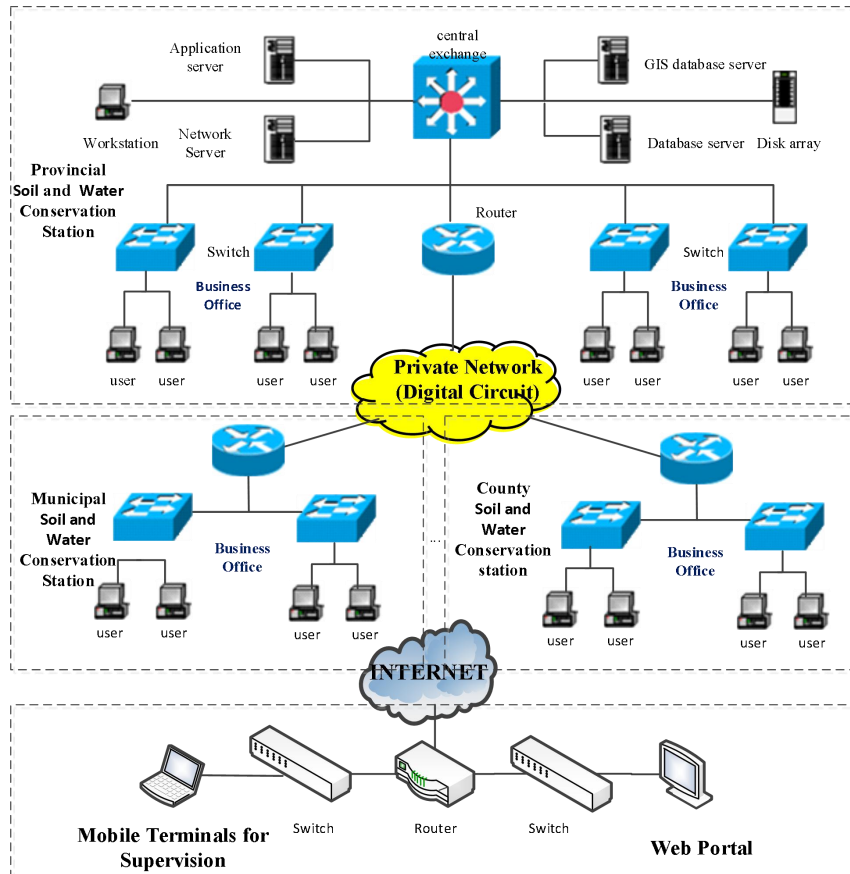 Application
server
central
exchange
GIS database server
Workstation
Network
Server
Database server
Disk array
Provincial
Soil and Water
Conservation
Station
Switch
Router
Switch
Business
Office
Business
Office
user
user
user
user
user
user
user
user
Private Network
(Digital Circuit)
Municipal
Soil and
Water
Conservation
Station
Business
Office
user
user
user
user
...
County
Soil and
Water
Conservation
station
Business
Office
user
user
user
user
INTERNET
Switch
Router
Switch
Mobile Terminals for
Supervision
Web Portal